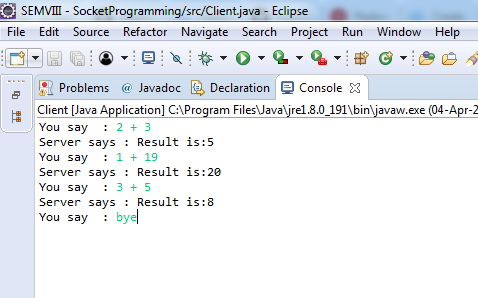 SEMVIII - SocketProgramming/src/Client.java - Eclipse
File Edit Source Refactor Navigate Search Project Run Window Help
Problems @ Javadoc Declaration Console
Client [Java Application] C:\Program Files\Java\jre1.8.0_191\bin\javaw.exe (04-Apr-2
You say : 2 + 3
Server says : Result is:5
You say : 1 + 19
Server says : Result is:20
You say : 3 + 5
Server says : Result is:8
You say : bye